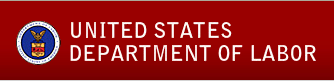 UNITED STATES
DEPARTMENT OF LABOR